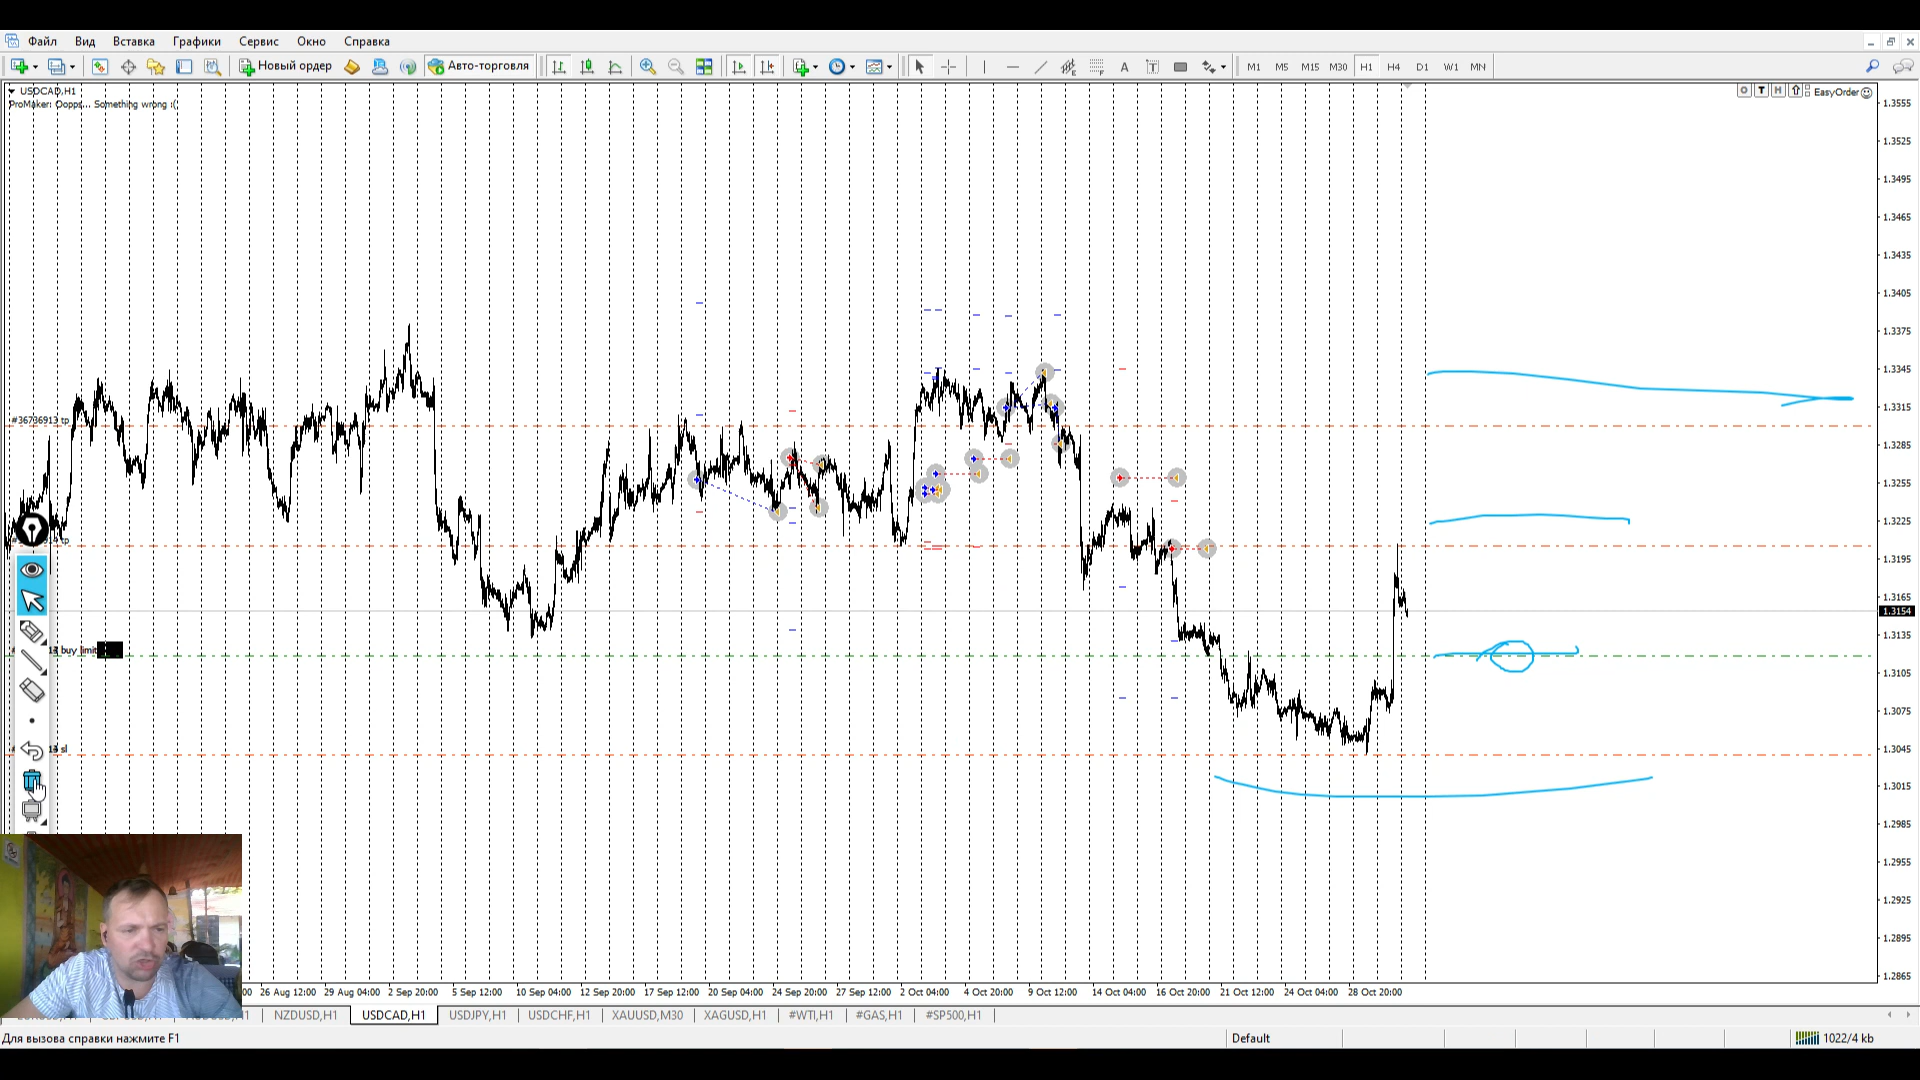 Файл Вид Вставка Графики Сервис Окно Справка
Новый ордер Авто-торговля A T M1 M5 M15 M30 H1 H4 D1 W1 MN
USDCAD,H1
ProMaker: Oopps... Something wrong :(
O T H EasyOrder
1.3555
1.3525
1.3495
1.3465
1.3435
1.3405
1.3375
1.3345
1.3315
#36736913 tp
1.3285
1.3255
1.3225
tp
1.3195
1.3165
1.3154
1.3135
buy limit
1.3105
1.3075
sl
1.3045
1.3015
1.2985
1.2955
1.2925
1.2895
1.2865
26 Aug 12:00 29 Aug 04:00 2 Sep 20:00 5 Sep 12:00 10 Sep 04:00 12 Sep 20:00 17 Sep 12:00 20 Sep 04:00 24 Sep 20:00 27 Sep 12:00 2 Oct 04:00 4 Oct 20:00 9 Oct 12:00 14 Oct 04:00 16 Oct 20:00 21 Oct 12:00 24 Oct 04:00 28 Oct 20:00
NZDUSD,H1 USDCAD,H1 USDJPY,H1 USDCHF,H1 XAUUSD,M30 XAGUSD,H1 #WTI,H1 #GAS,H1 #SP500,H1
Для вызова справки нажмите F1 Default 1022/4 kb